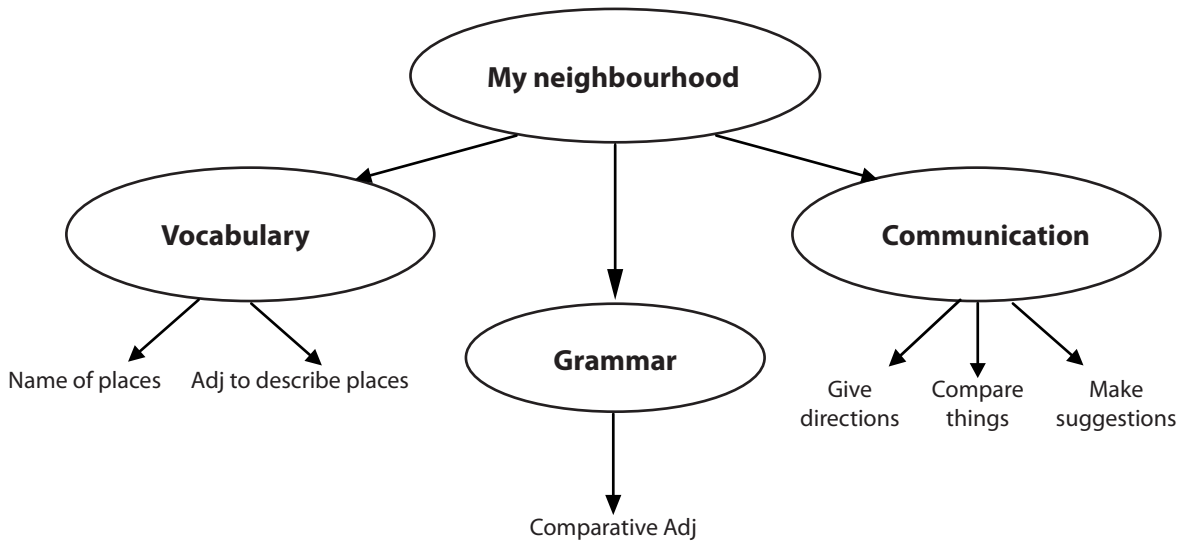 My neighbourhood
Vocabulary
Communication
Grammar
Name of places
Adj to describe places
Give
directions
Compare
things
Make
suggestions
Comparative Adj